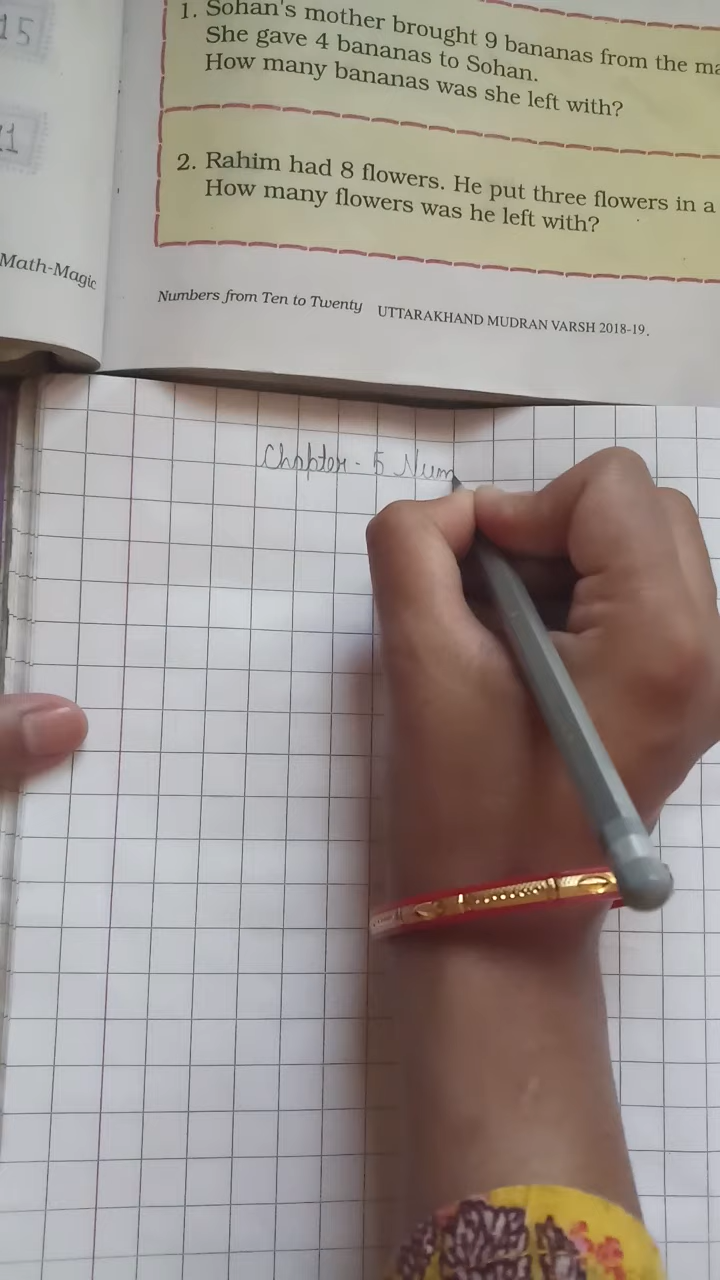 15
11
Math-Magic
1. Sohan's mother brought 9 bananas from the
She gave 4 bananas to Sohan.
How many bananas was she left with?
2. Rahim had 8 flowers. He put three flowers in a
How many flowers was he left with?
Numbers from Ten to Twenty UTTARAKHAND MUDRAN VARSH 2018-19.
Chapter - 5 Num